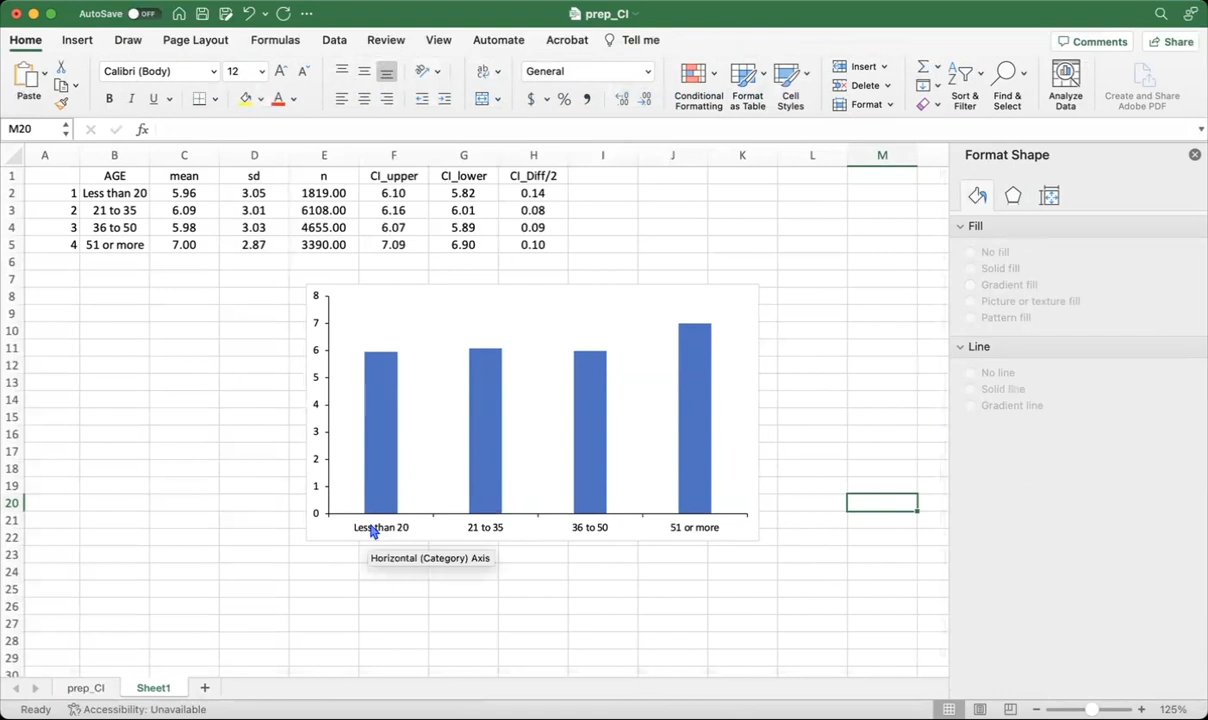 AutoSave OFF
prep_CI
Home Insert Draw Page Layout Formulas Data Review View Automate Acrobat Tell me
Comments Share
Paste
Calibri (Body) 12
B I U A
General
$ % 9
Conditional Formatting
Format as Table
Cell Styles
Insert
Delete
Format
Sort & Filter
Find & Select
Analyze Data
Create and Share Adobe PDF
M20 fx
A B C D E F G H I J K L M
1 AGE mean sd n CI_upper CI_lower CI_Diff/2
2 1 Less than 20 5.96 3.05 1819.00 6.10 5.82 0.14
3 2 21 to 35 6.09 3.01 6108.00 6.16 6.01 0.08
4 3 36 to 50 5.98 3.03 4655.00 6.07 5.89 0.09
5 4 51 or more 7.00 2.87 3390.00 7.09 6.90 0.10
6
7
8
9
10
11
12
13
14
15
16
17
18
19
20
21
22
23
24
25
26
27
28
29
30
8
7
6
5
4
3
2
1
0
Less than 20 21 to 35 36 to 50 51 or more
Horizontal (Category) Axis
Format Shape
Fill
No fill
Solid fill
Gradient fill
Picture or texture fill
Pattern fill
Line
No line
Solid line
Gradient line
prep_CI Sheet1
Ready Accessibility: Unavailable
125%